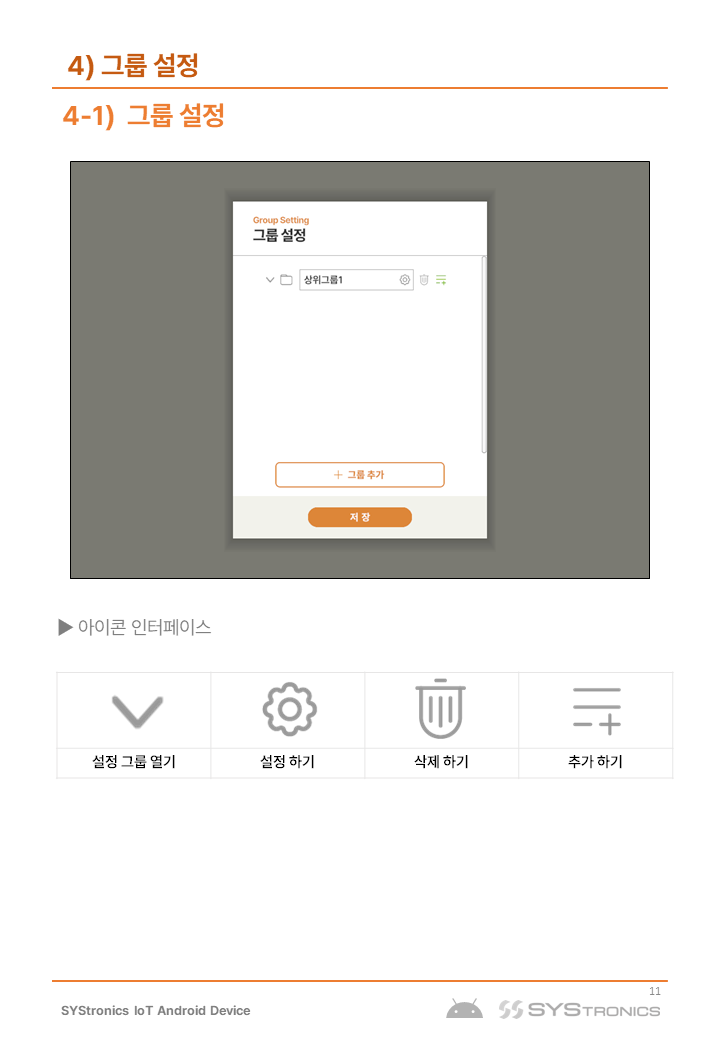 4) 그룹 설정
4-1) 그룹 설정
Group Setting
그룹 설정
상위그룹1
+ 그룹 추가
저 장
▶ 아이콘 인터페이스
설정 그룹 열기
설정 하기
삭제 하기
추가 하기
11
SYStronics IoT Android Device
SYSTRONICS